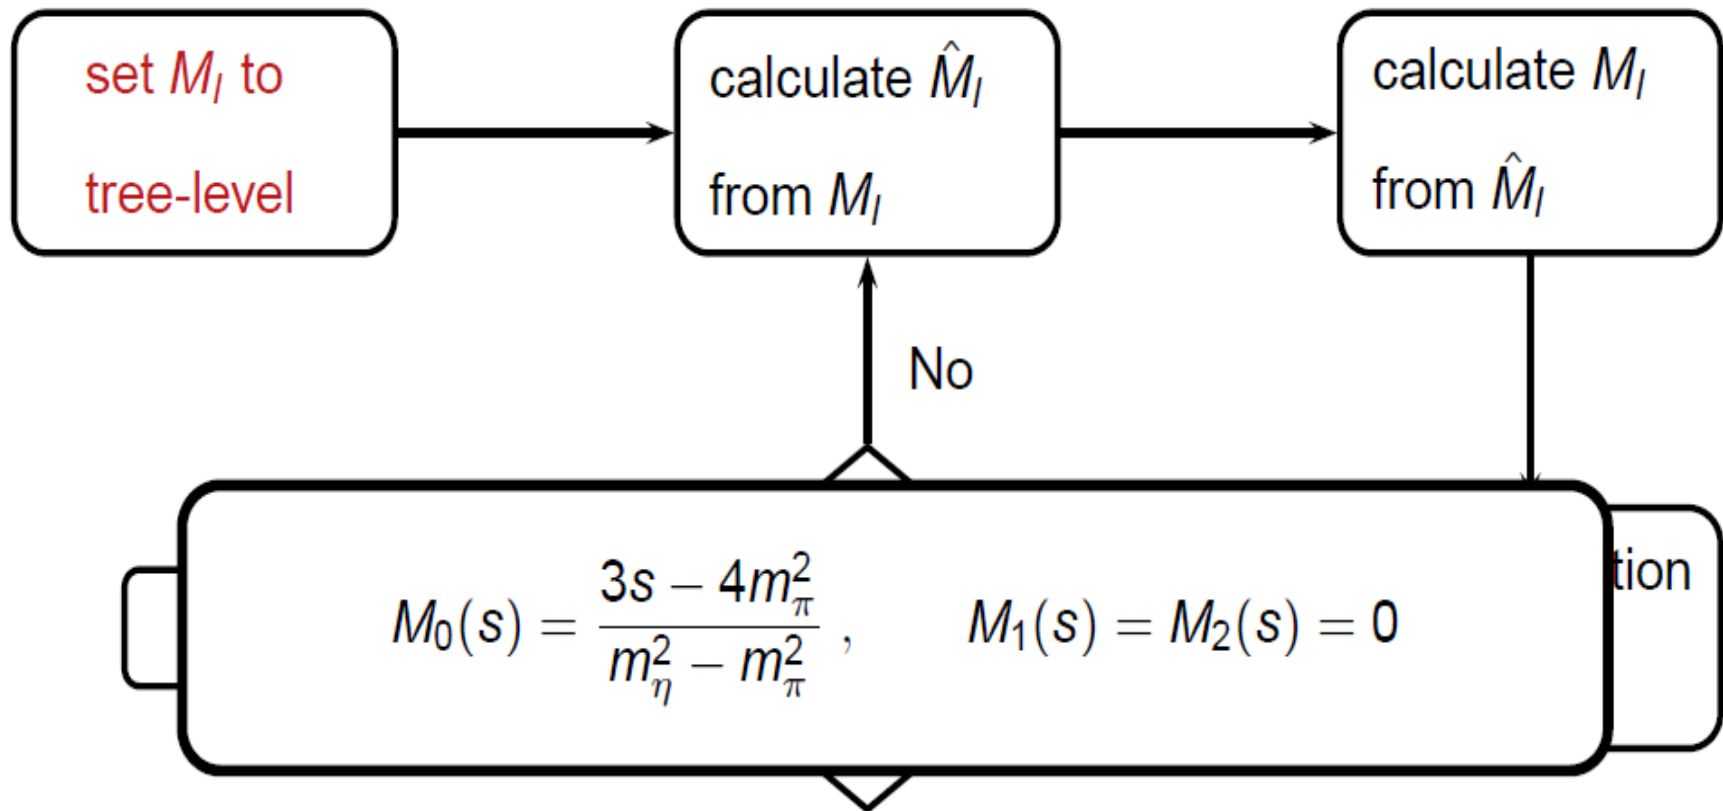 set M_I to
tree-level
calculate M̂_I
from M_I
calculate M_I
from M̂_I
No
tion
M_0(s) = \frac{3s − 4m_π^2}{m_η^2 − m_π^2} , M_1(s) = M_2(s) = 0